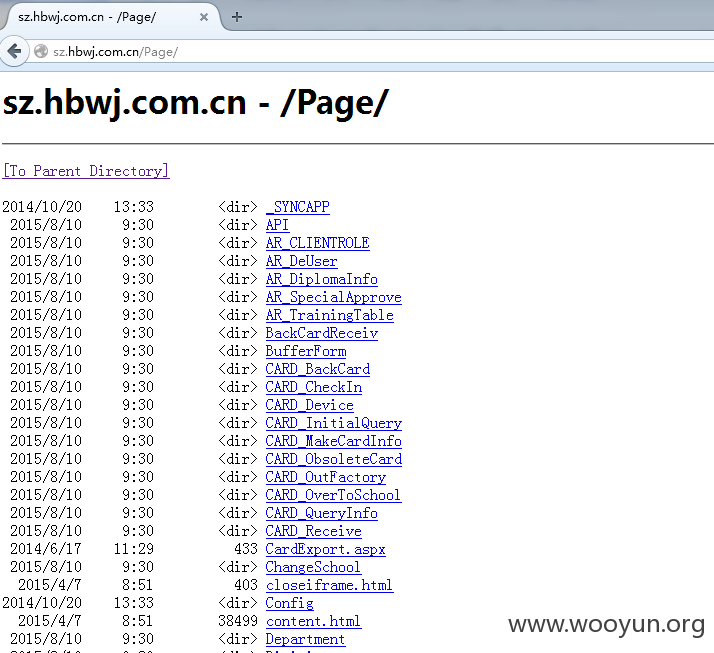 sz.hbwj.com.cn - /Page/
sz.hbwj.com.cn/Page/
sz.hbwj.com.cn - /Page/
[To Parent Directory]
2014/10/20 13:33 <dir> _SYNCAPP
2015/8/10 9:30 <dir> API
2015/8/10 9:30 <dir> AR_CLIENTROLE
2015/8/10 9:30 <dir> AR_DeUser
2015/8/10 9:30 <dir> AR_DiplomaInfo
2015/8/10 9:30 <dir> AR_SpecialApprove
2015/8/10 9:30 <dir> AR_TrainingTable
2015/8/10 9:30 <dir> BackCardReceiv
2015/8/10 9:30 <dir> BufferForm
2015/8/10 9:30 <dir> CARD_BackCard
2015/8/10 9:30 <dir> CARD_CheckIn
2015/8/10 9:30 <dir> CARD_Device
2015/8/10 9:30 <dir> CARD_InitialQuery
2015/8/10 9:30 <dir> CARD_MakeCardInfo
2015/8/10 9:30 <dir> CARD_ObsoleteCard
2015/8/10 9:30 <dir> CARD_OutFactory
2015/8/10 9:30 <dir> CARD_OverToSchool
2015/8/10 9:30 <dir> CARD_QueryInfo
2015/8/10 9:30 <dir> CARD_Receive
2014/6/17 11:29 433 CardExport.aspx
2015/8/10 9:30 <dir> ChangeSchool
2015/4/7 8:51 403 closeiframe.html
2014/10/20 13:33 <dir> Config
2015/4/7 8:51 38499 content.html
2015/8/10 9:30 <dir> Department
www.wooyun.org